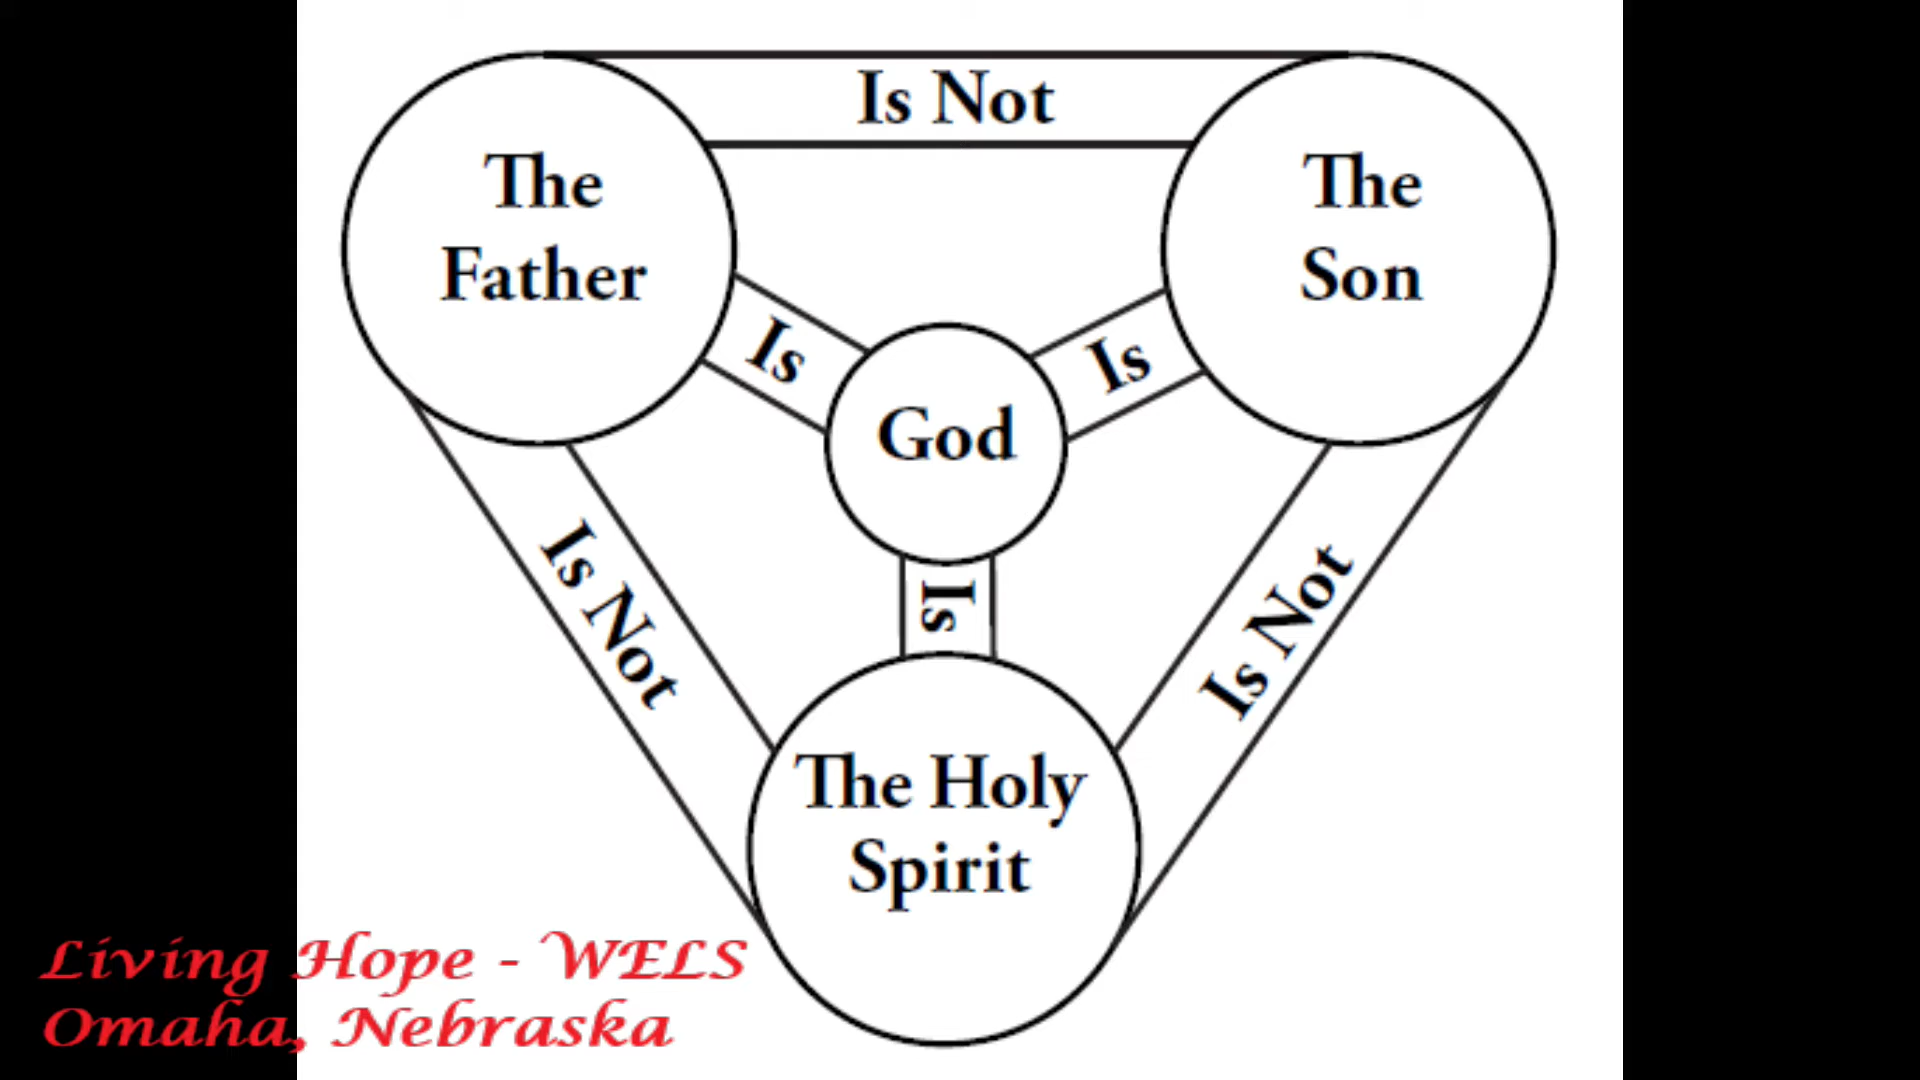 Is Not
The
Father
The
Son
Is
Is
God
Is
Is Not
Is Not
The Holy
Spirit
Living Hope - WELS
Omaha, Nebraska